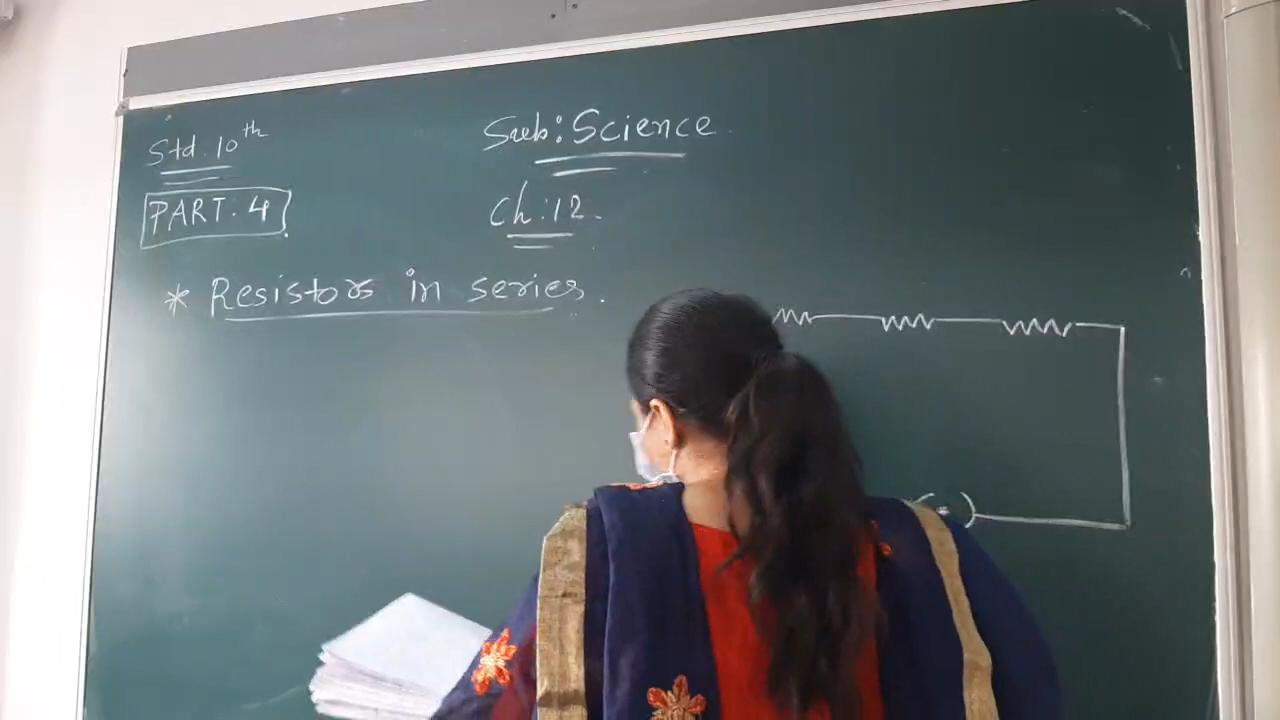 Std. 10th
Sub: Science
PART. 4
Ch: 12.
* Resistors in series.